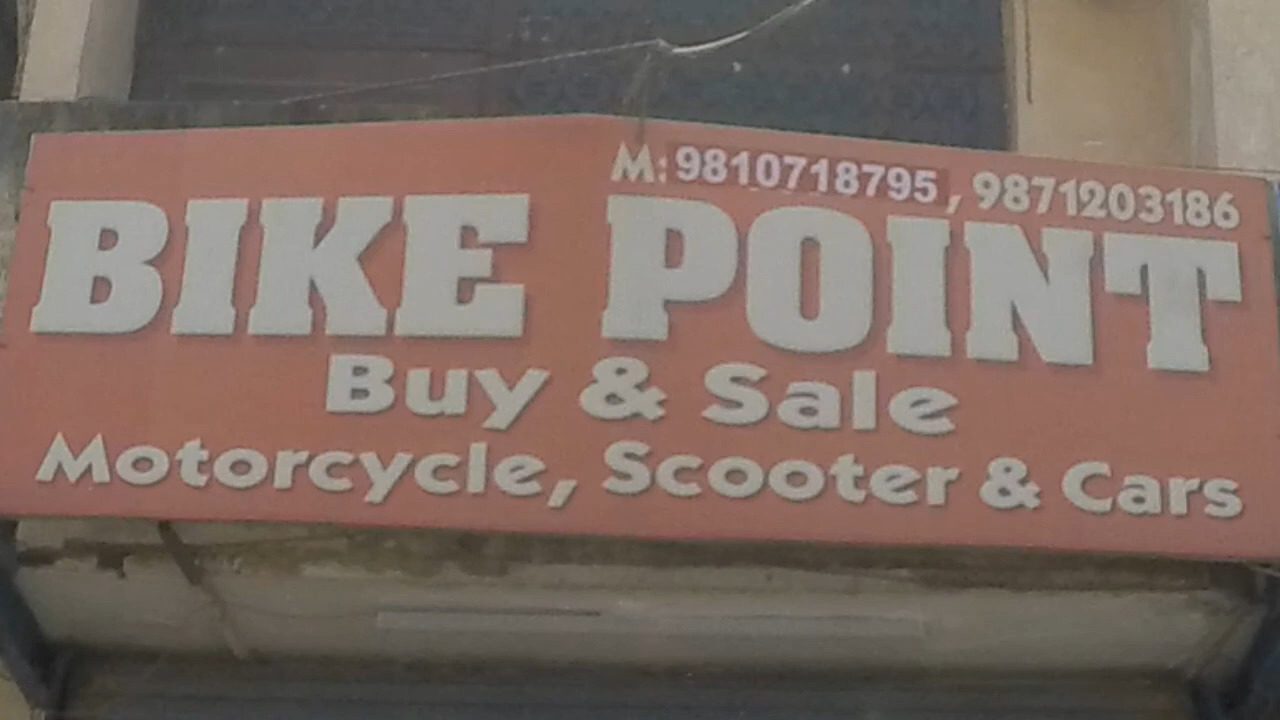 M: 9810718795, 9871203186
BIKE POINT
Buy & Sale
Motorcycle, Scooter & Cars